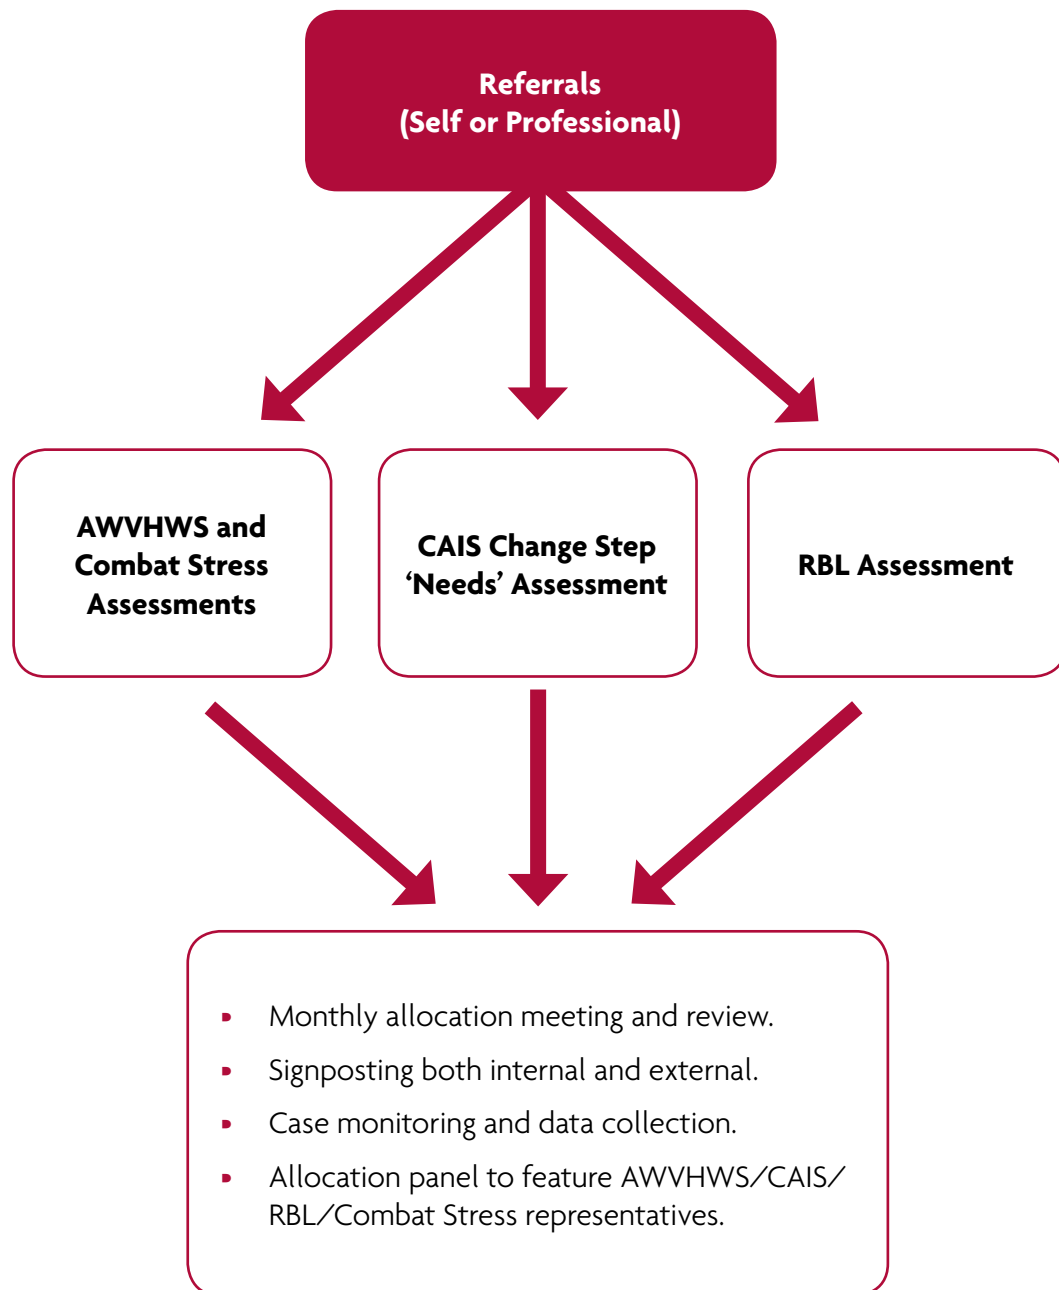 Referrals
(Self or Professional)
AWVHWS and
Combat Stress
Assessments
CAIS Change Step
‘Needs’ Assessment
RBL Assessment
Monthly allocation meeting and review.
Signposting both internal and external.
Case monitoring and data collection.
Allocation panel to feature AWVHWS/CAIS/
RBL/Combat Stress representatives.